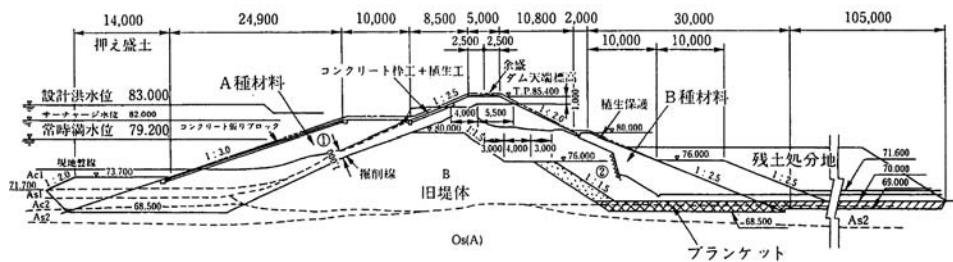 14,000 24,900 10,000 8,500 5,000 10,800 2,000 30,000 105,000
押え盛土
2,500 2,500
10,000 10,000
A種材料
コンクリート枠工+植生工
余盛
ダム天端標高
T.P.85.400
1:2.5
1:2.0
1,000
植生保護
B種材料
設計洪水位 83.000
サーチャージ水位 82.000
常時満水位 79.200
コンクリート張りブロック
①
1:3.0
4,000 5,500
80.000
80.000
1:1.5
3,000 4,000 3,000
76.000
76.000
現地盤線
掘削線
②
残土処分地
71.600
70.000
69.000
Ac1
73.700
1:2.0
71.700
As1
Ac2
As2
68.500
B
旧堤体
1:1.5
1:2.5
1:2.5
68.500
As2
Os(A)
ブランケット